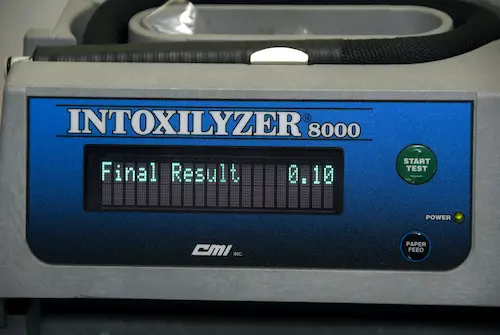 INTOXILYZER® 8000
Final Result 0.10
START
TEST
POWER
PAPER
FEED
CMI INC.